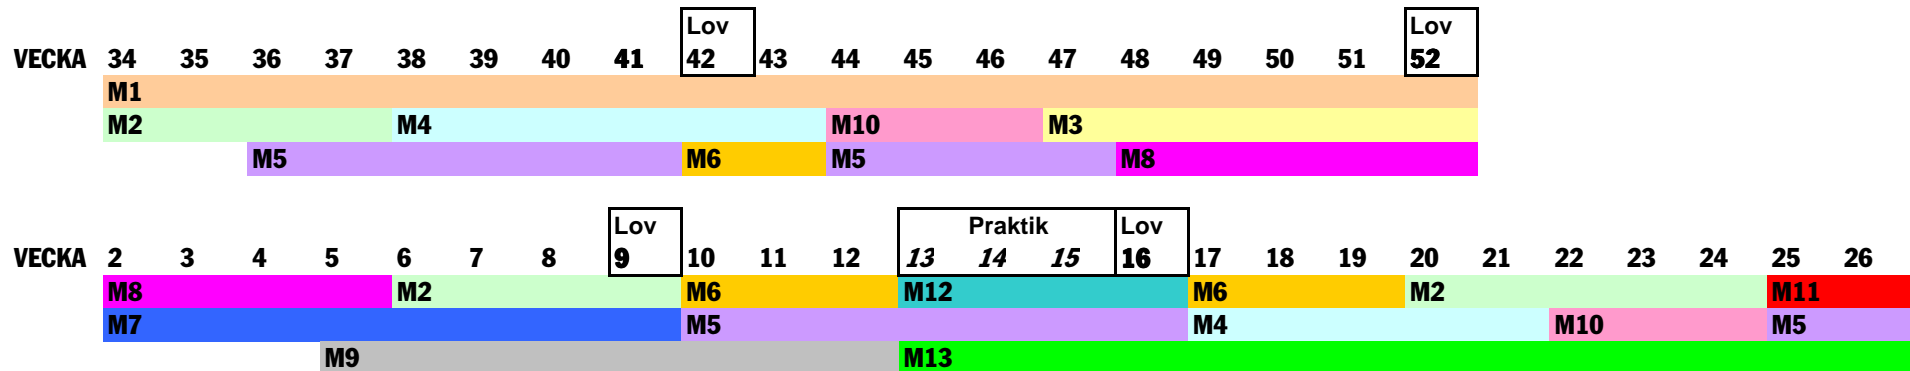 Lov Lov
VECKA 34 35 36 37 38 39 40 41 42 43 44 45 46 47 48 49 50 51 52
M1
M2 M4 M10 M3
M5 M6 M5 M8
Lov Praktik Lov
VECKA 2 3 4 5 6 7 8 9 10 11 12 13 14 15 16 17 18 19 20 21 22 23 24 25 26
M8 M2 M6 M12 M6 M2 M11
M7 M5 M4 M10 M5
M9 M13